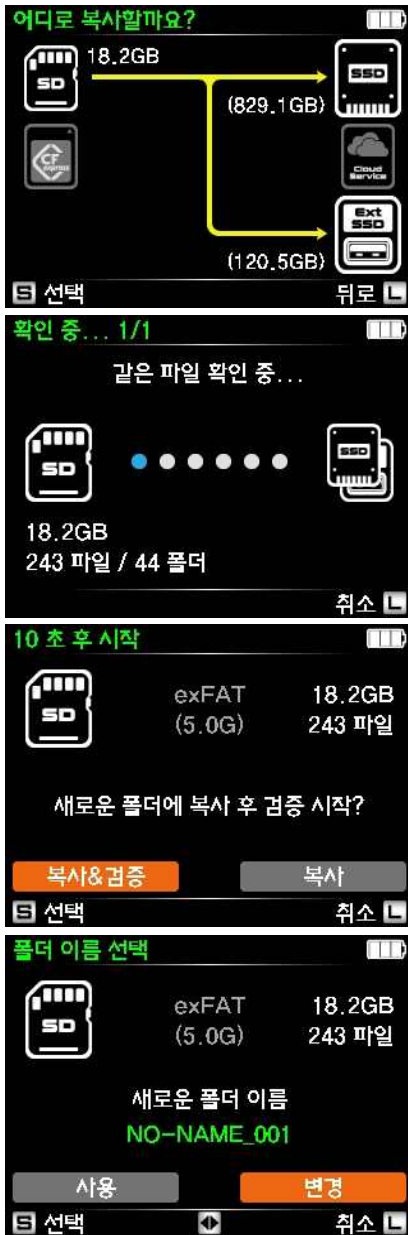 어디로 복사할까요?
SD 18.2GB
SSD
(829.1GB)
CF express
Cloud Service
Ext SSD
(120.5GB)
S 선택 뒤로 L
확인 중... 1/1
같은 파일 확인 중...
SD
SSD
18.2GB
243 파일 / 44 폴더
취소 L
10 초 후 시작
SD
exFAT 18.2GB
(5.0G) 243 파일
새로운 폴더에 복사 후 검증 시작?
복사&검증 복사
S 선택 취소 L
폴더 이름 선택
SD
exFAT 18.2GB
(5.0G) 243 파일
새로운 폴더 이름
NO-NAME_001
사용 변경
S 선택 취소 L